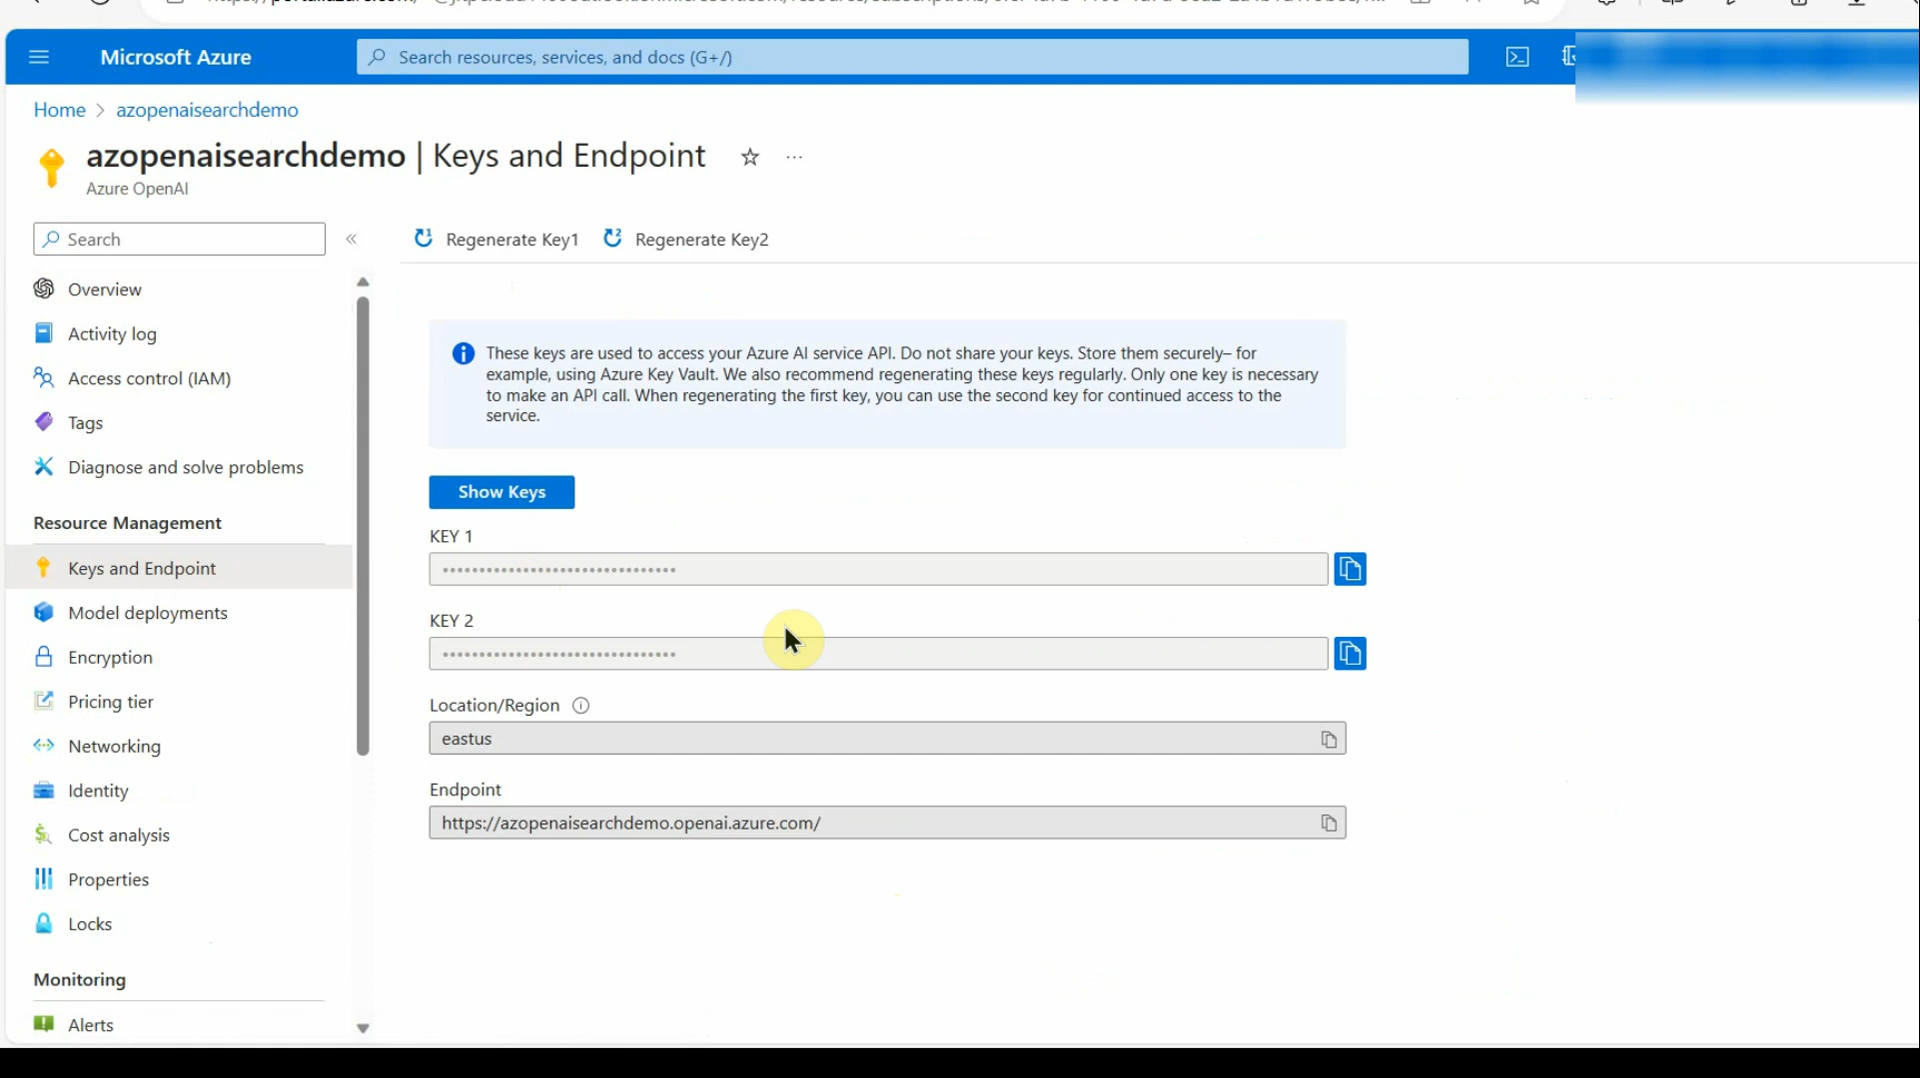 Microsoft Azure
Search resources, services, and docs (G+/)
Home > azopenaisearchdemo
azopenaisearchdemo | Keys and Endpoint
Azure OpenAI
Search
Regenerate Key1
Regenerate Key2
Overview
Activity log
Access control (IAM)
Tags
Diagnose and solve problems
Resource Management
Keys and Endpoint
Model deployments
Encryption
Pricing tier
Networking
Identity
Cost analysis
Properties
Locks
Monitoring
Alerts
These keys are used to access your Azure AI service API. Do not share your keys. Store them securely– for
example, using Azure Key Vault. We also recommend regenerating these keys regularly. Only one key is necessary
to make an API call. When regenerating the first key, you can use the second key for continued access to the
service.
Show Keys
KEY 1
KEY 2
Location/Region
eastus
Endpoint
https://azopenaisearchdemo.openai.azure.com/